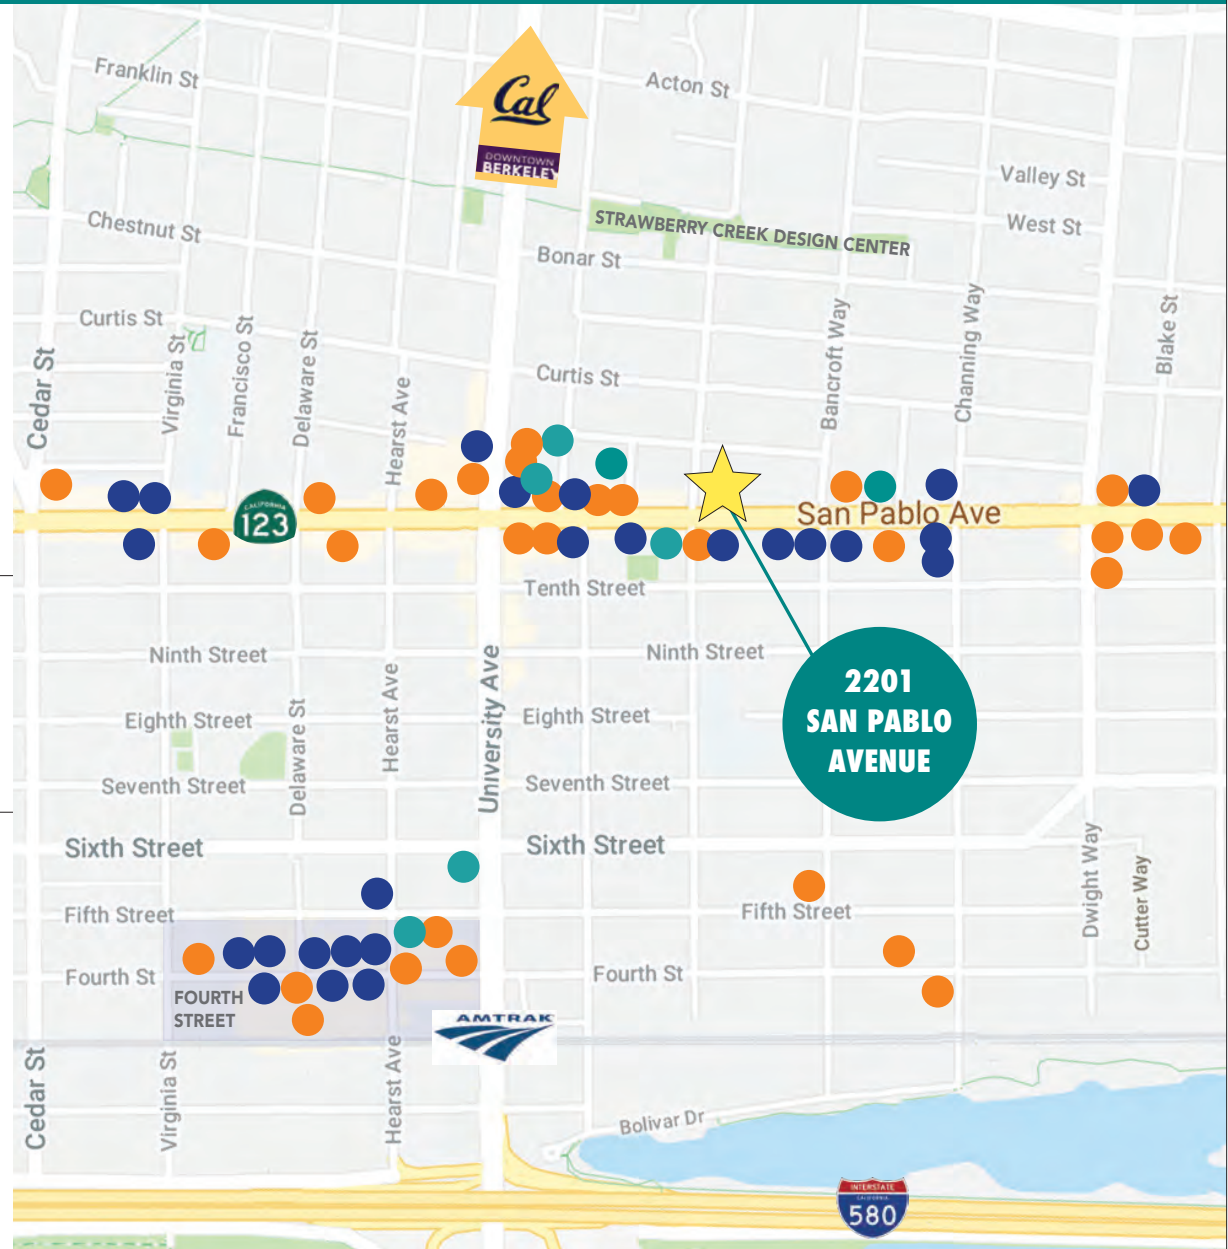 Franklin St
Cal
DOWNTOWN
BERKELEY
Acton St
Valley St
West St
STRAWBERRY CREEK DESIGN CENTER
Chestnut St
Bonar St
Curtis St
Curtis St
Cedar St
Virginia St
Francisco St
Delaware St
Hearst Ave
Bancroft Way
Channing Way
Blake St
CALIFORNIA
123
San Pablo Ave
Tenth Street
Ninth Street
Ninth Street
2201
SAN PABLO
AVENUE
Eighth Street
Eighth Street
Delaware St
Hearst Ave
University Ave
Seventh Street
Seventh Street
Sixth Street
Sixth Street
Dwight Way
Cutter Way
Fifth Street
Fifth Street
Fourth St
Fourth St
FOURTH
STREET
AMTRAK
Cedar St
Virginia St
Hearst Ave
Bolivar Dr
INTERSTATE
CALIFORNIA
580